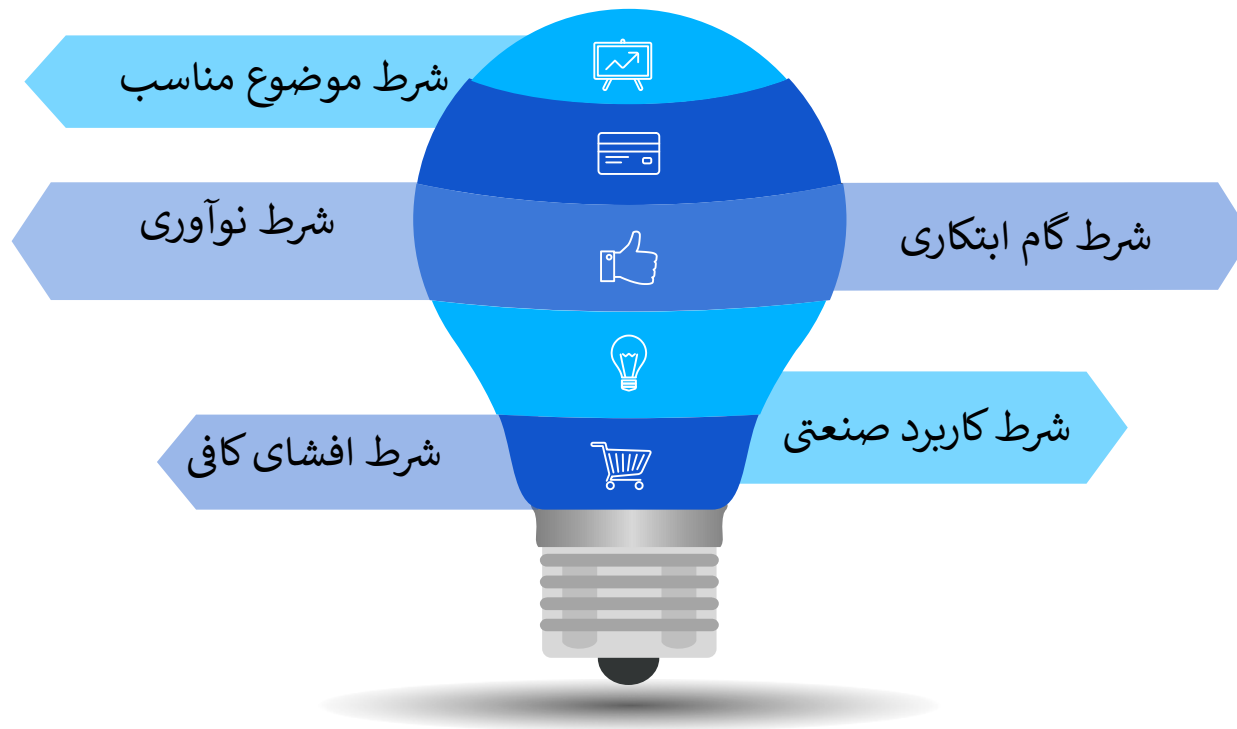 شرط موضوع مناسب
شرط گام ابتکاری
شرط نوآوری
شرط کاربرد صنعتی
شرط افشای کافی